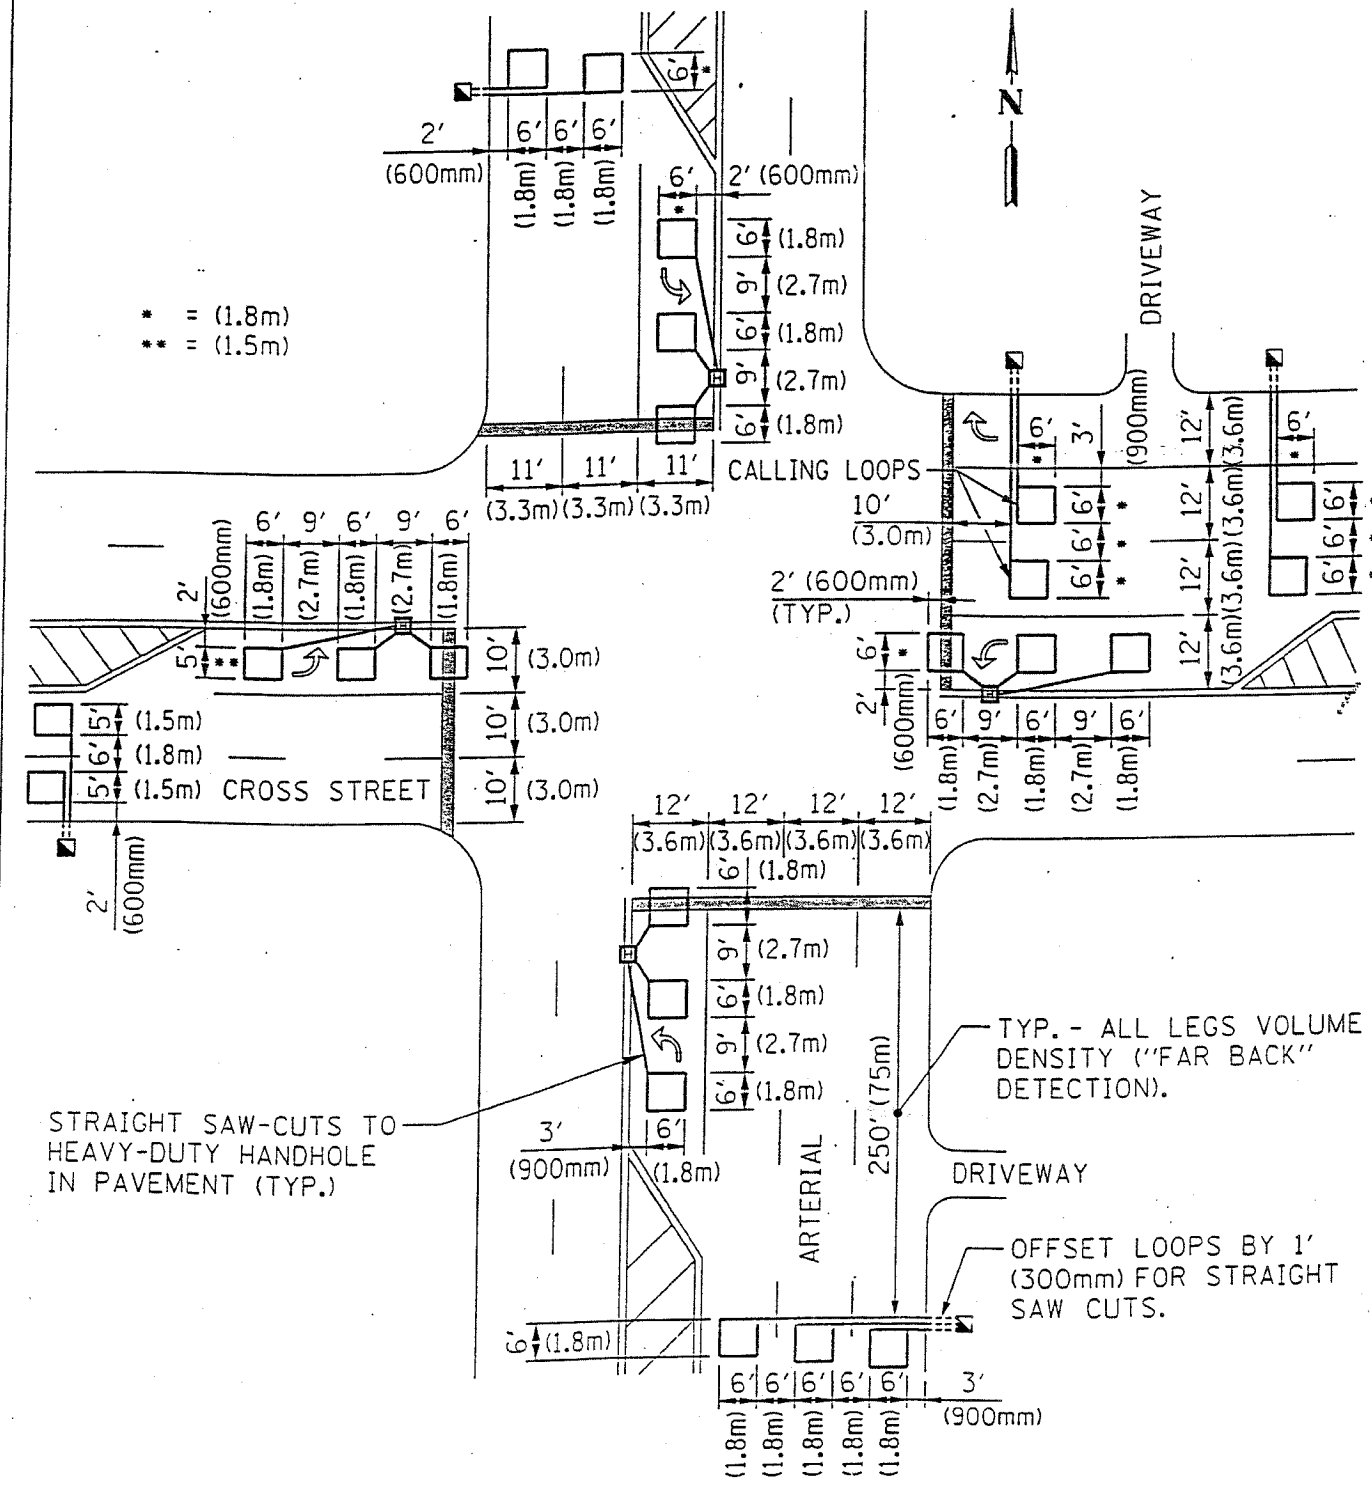 6'
*
N
2'
6'
6'
6'
(600mm)
(1.8m)
(1.8m)
(1.8m)
6'
*
2' (600mm)
6'
(1.8m)
9'
(2.7m)
6'
(1.8m)
9'
(2.7m)
6'
(1.8m)
DRIVEWAY
* = (1.8m)
** = (1.5m)
H
11'
11'
11'
(3.3m)
(3.3m)
(3.3m)
CALLING LOOPS
6'
*
3'
(900mm)
12'
(3.6m)
6'
*
10'
(3.0m)
6'
*
6'
*
6'
*
12'
(3.6m)
12'
(3.6m)
12'
(3.6m)
6'
6'
6'
2' (600mm)
(TYP.)
2'
(600mm)
6'
9'
6'
9'
6'
(1.8m)
(2.7m)
(1.8m)
(2.7m)
(1.8m)
H
5'
**
10'
(3.0m)
10'
(3.0m)
10'
(3.0m)
5'
(1.5m)
6'
(1.8m)
5'
(1.5m)
CROSS STREET
2'
(600mm)
6'
*
2'
(600mm)
H
6'
9'
6'
9'
6'
(1.8m)
(2.7m)
(1.8m)
(2.7m)
(1.8m)
12'
12'
12'
12'
(3.6m)
(3.6m)
(3.6m)
(3.6m)
6'
(1.8m)
H
9'
(2.7m)
6'
(1.8m)
9'
(2.7m)
6'
(1.8m)
3'
(900mm)
6'
(1.8m)
STRAIGHT SAW-CUTS TO
HEAVY-DUTY HANDHOLE
IN PAVEMENT (TYP.)
ARTERIAL
250' (75m)
TYP. - ALL LEGS VOLUME
DENSITY ("FAR BACK"
DETECTION).
DRIVEWAY
OFFSET LOOPS BY 1'
(300mm) FOR STRAIGHT
SAW CUTS.
6'
(1.8m)
6'
6'
6'
6'
6'
3'
(900mm)
(1.8m)
(1.8m)
(1.8m)
(1.8m)
(1.8m)